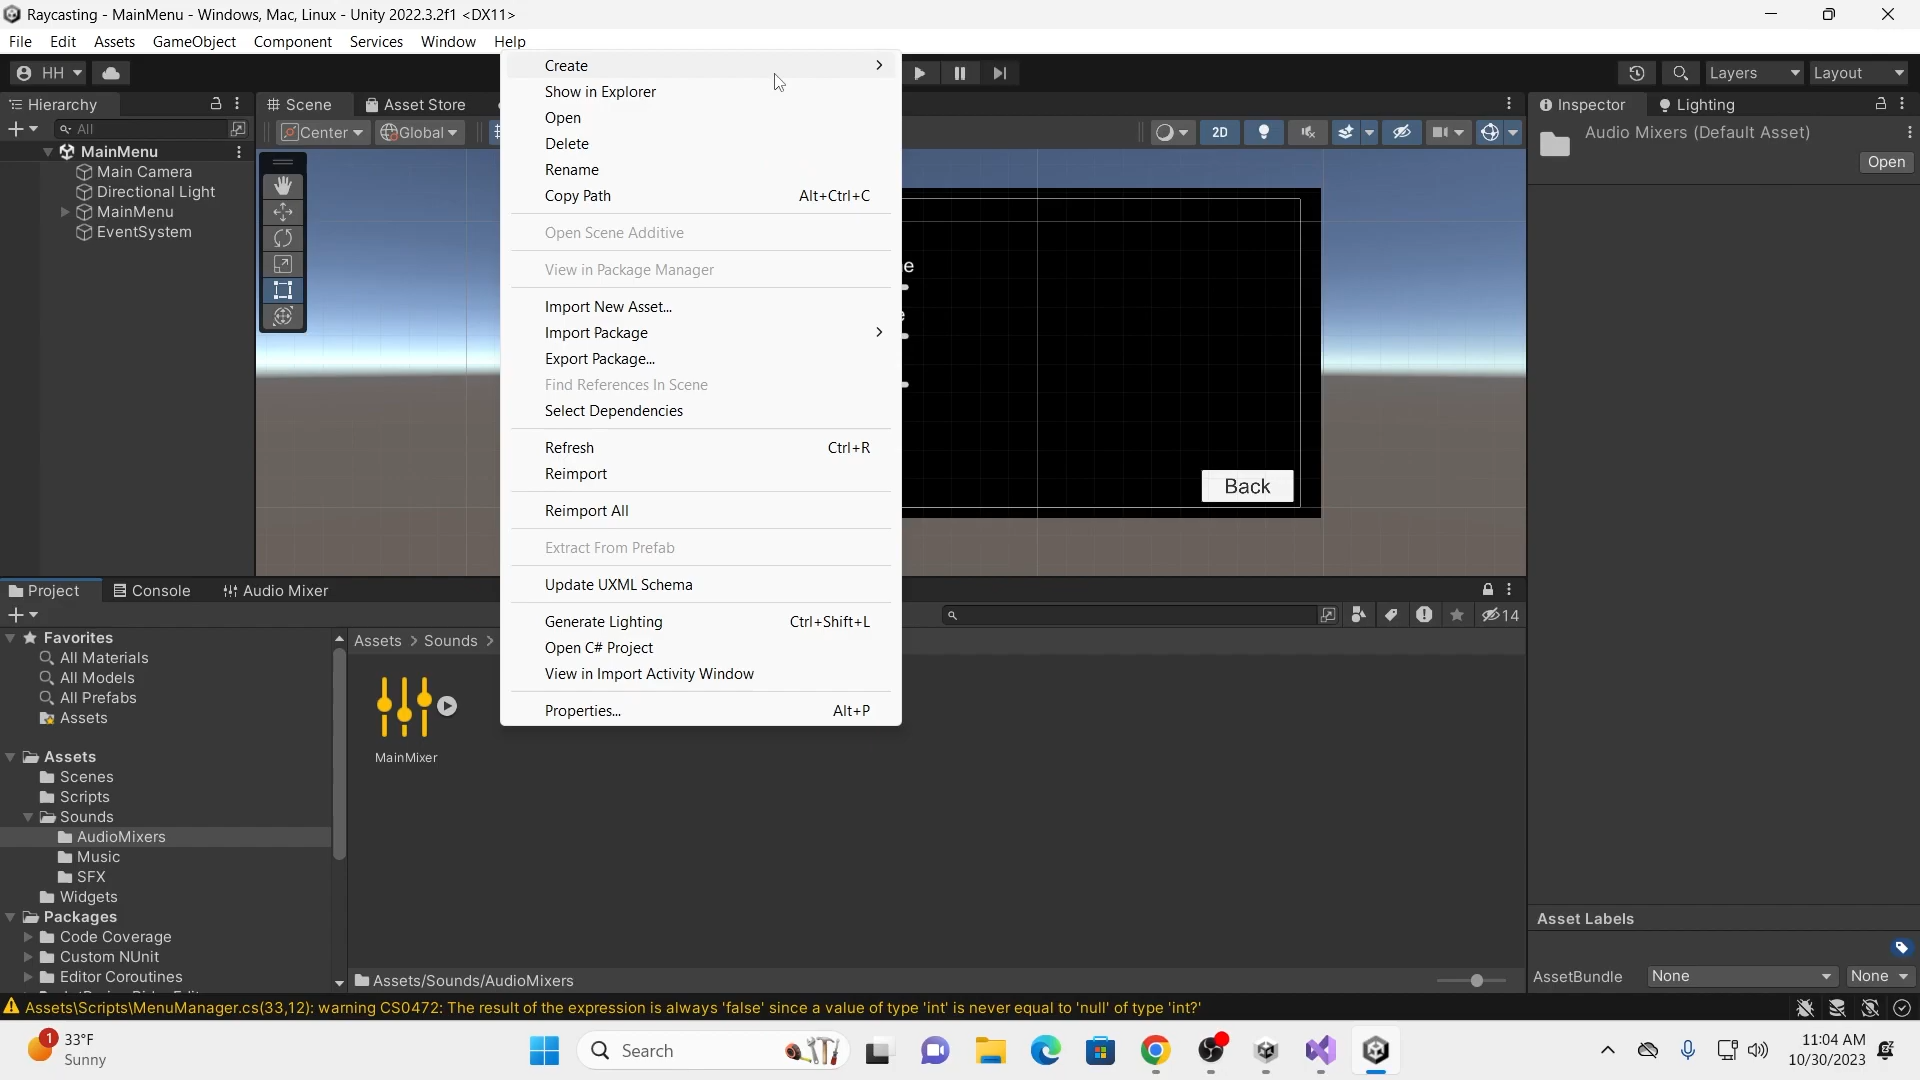 Raycasting - MainMenu - Windows, Mac, Linux - Unity 2022.3.2f1 <DX11>
File Edit Assets GameObject Component Services Window Help
HH Layers Layout
Hierarchy
Scene
Asset Store
Inspector
Lighting
All
Center
Global
2D
Audio Mixers (Default Asset)
Open
MainMenu
Main Camera
Directional Light
MainMenu
EventSystem
Create
Show in Explorer
Open
Delete
Rename
Copy Path Alt+Ctrl+C
Open Scene Additive
View in Package Manager
Import New Asset...
Import Package
Export Package...
Find References In Scene
Select Dependencies
Refresh Ctrl+R
Reimport
Reimport All
Extract From Prefab
Update UXML Schema
Generate Lighting Ctrl+Shift+L
Open C# Project
View in Import Activity Window
Properties... Alt+P
Back
Project
Console
Audio Mixer
14
Favorites
All Materials
All Models
All Prefabs
Assets
Assets
Scenes
Scripts
Sounds
AudioMixers
Music
SFX
Widgets
Packages
Code Coverage
Custom NUnit
Editor Coroutines
Assets > Sounds >
MainMixer
Assets/Sounds/AudioMixers
Asset Labels
AssetBundle None None
Assets\Scripts\MenuManager.cs(33,12): warning CS0472: The result of the expression is always 'false' since a value of type 'int' is never equal to 'null' of type 'int?'
1
33°F
Sunny
Search
11:04 AM
10/30/2023